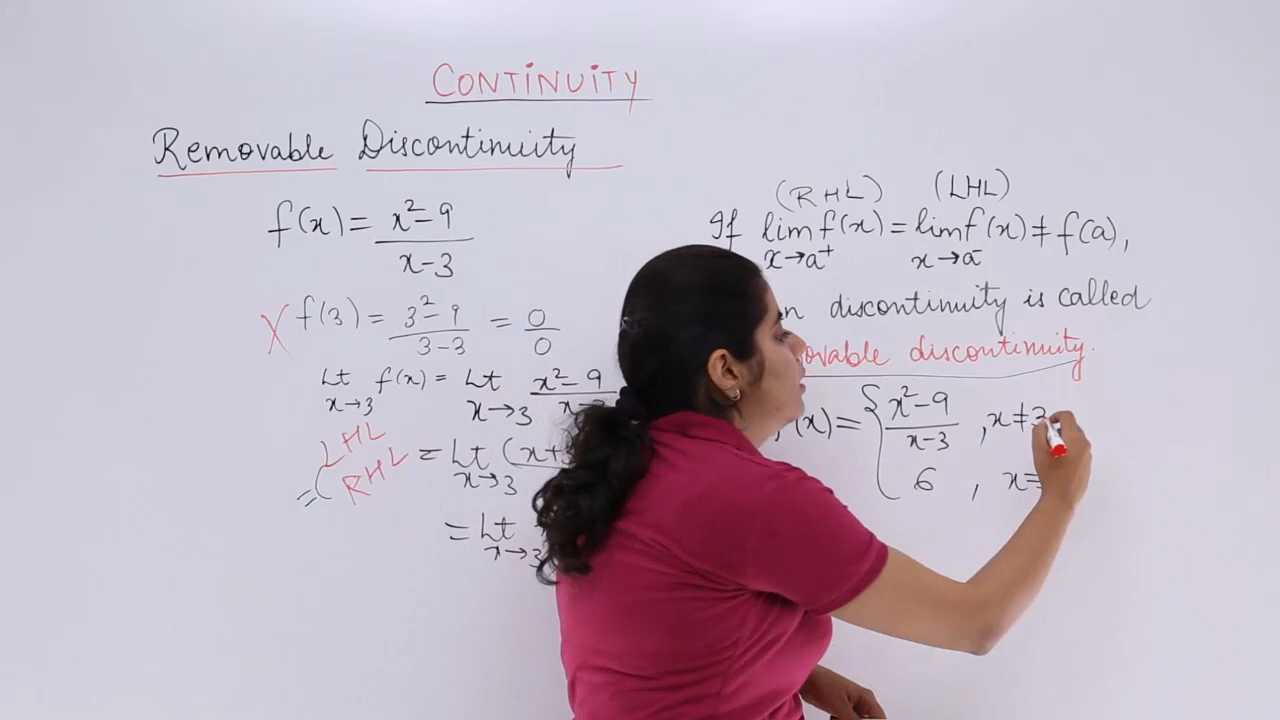 CONTINUITY
Removable Discontinuity
f(x) = x²-9 / x-3
X f(3) = 3²-9 / 3-3 = 0/0
Lt x→3 f(x) = Lt x→3 x²-9 /
LHL
RHL
= Lt x→3 (x+
= Lt x→3
(RHL) (LHL)
If lim x→a⁺ f(x) = lim x→a⁻ f(x) ≠ f(a),
discontinuity is called
discontinuity.
(x) = { x²-9 / x-3 , x≠3
6 , x=